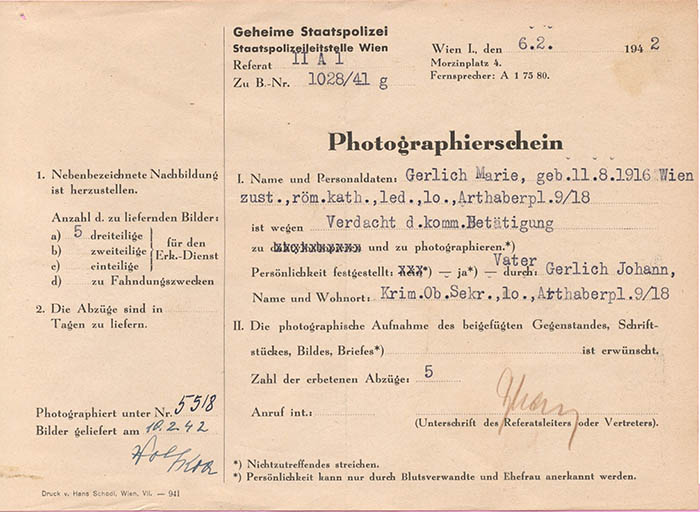 Geheime Staatspolizei
Staatspolizeileitstelle Wien
Referat II A 1
Zu B.-Nr. 1028/41 g
Wien I., den 6.2. 1942
Morzinplatz 4.
Fernsprecher: A 1 75 80.
Photographierschein
1. Nebenbezeichnete Nachbildung
ist herzustellen.
Anzahl d. zu liefernden Bilder:
a) 5 dreiteilige
b) zweiteilige
c) einteilige
für den
Erk.-Dienst
d) zu Fahndungszwecken
2. Die Abzüge sind in
Tagen zu liefern.
Photographiert unter Nr. 5518
Bilder geliefert am 10.2.42
Druck v. Hans Schadl, Wien, VII. — 941
I. Name und Personaldaten: Gerlich Marie, geb.11.8.1916 Wien
zust.,röm.kath.,led.,1o.,Arthaberpl.9/18
ist wegen Verdacht d.komm.Betätigung
zu und zu photographieren.*)
Vater
Persönlichkeit festgestellt: xxx*) — ja*) — durch: Gerlich Johann,
Name und Wohnort: Krim.Ob.Sekr.,1o.,Arthaberpl.9/18
II. Die photographische Aufnahme des beigefügten Gegenstandes, Schrift-
stückes, Bildes, Briefes*) ist erwünscht.
Zahl der erbetenen Abzüge: 5
Anruf int.:
(Unterschrift des Referatsleiters oder Vertreters).
*) Nichtzutreffendes streichen.
*) Persönlichkeit kann nur durch Blutsverwandte und Ehefrau anerkannt werden.